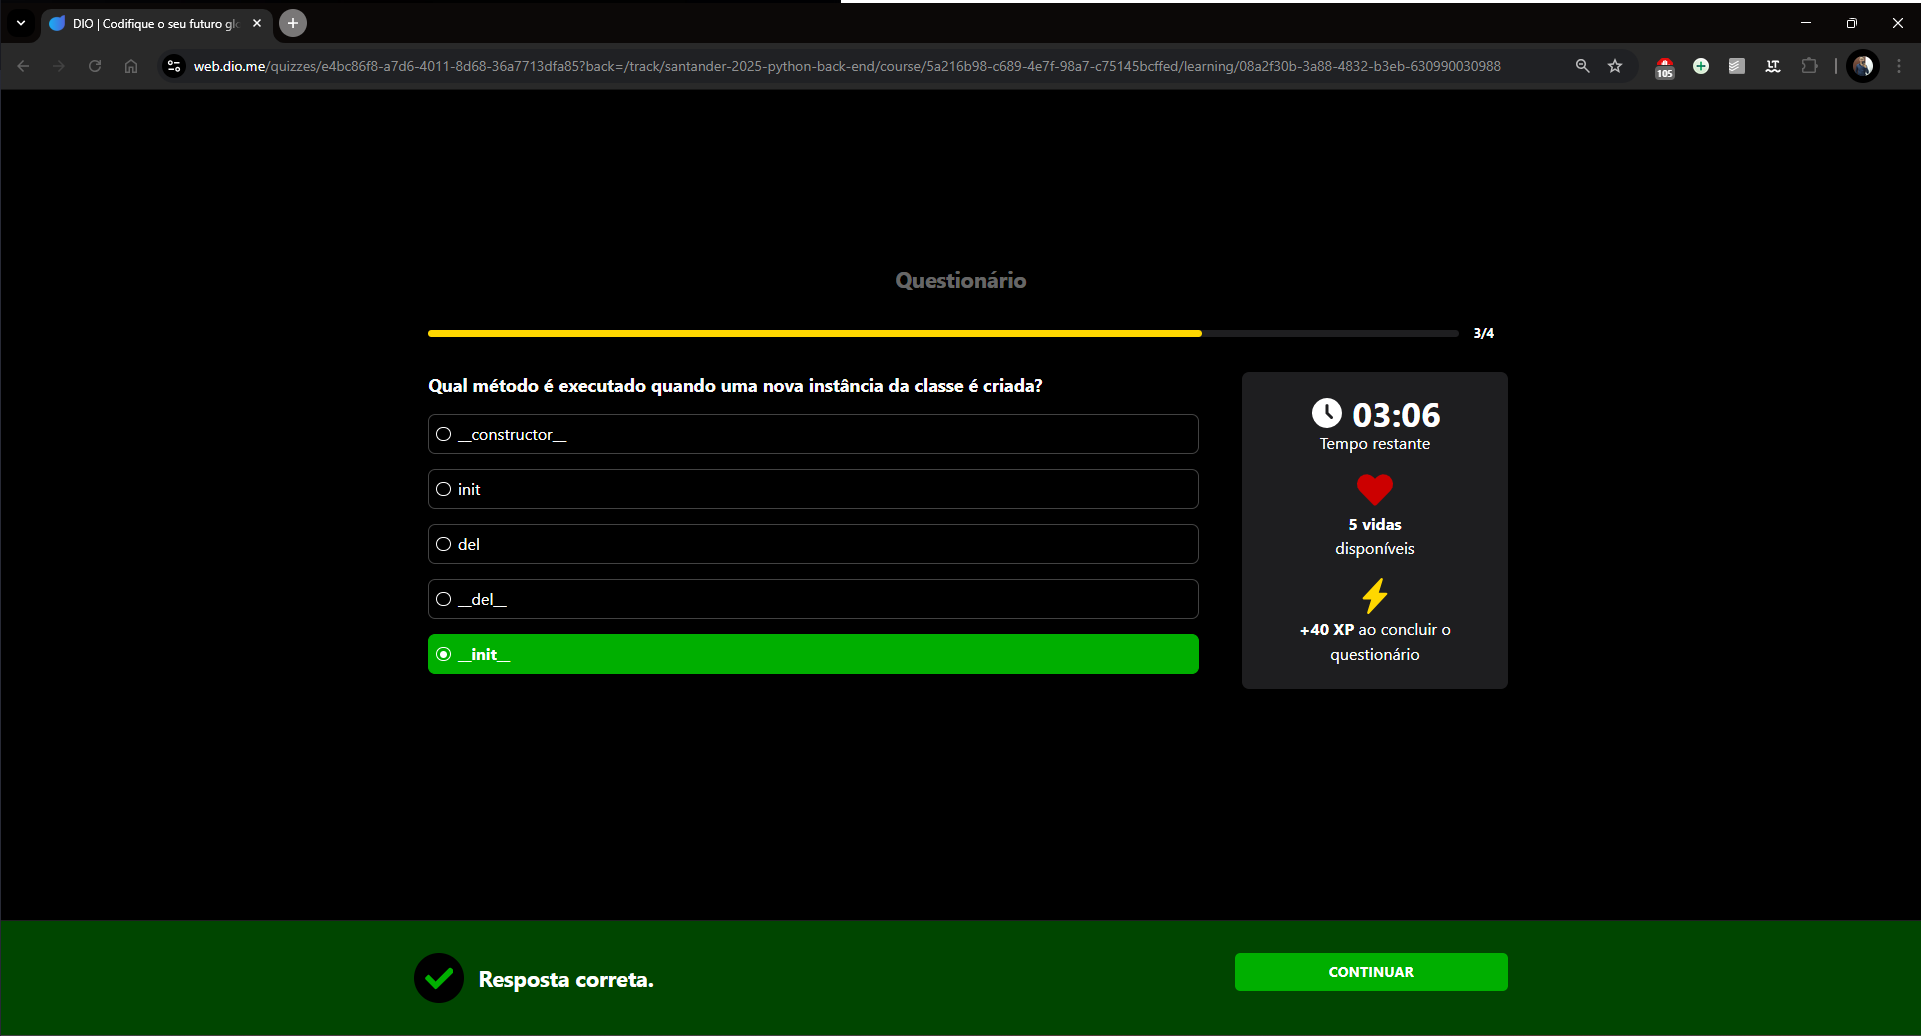 DIO | Codifique o seu futuro glo
web.dio.me/quizzes/e4bc86f8-a7d6-4011-8d68-36a7713dfa85?back=/track/santander-2025-python-back-end/course/5a216b98-c689-4e7f-98a7-c75145bcffed/learning/08a2f30b-3a88-4832-b3eb-630990030988
105
Questionário
3/4
Qual método é executado quando uma nova instância da classe é criada?
__constructor__
init
del
__del__
__init__
03:06
Tempo restante
5 vidas
disponíveis
+40 XP ao concluir o
questionário
Resposta correta.
CONTINUAR